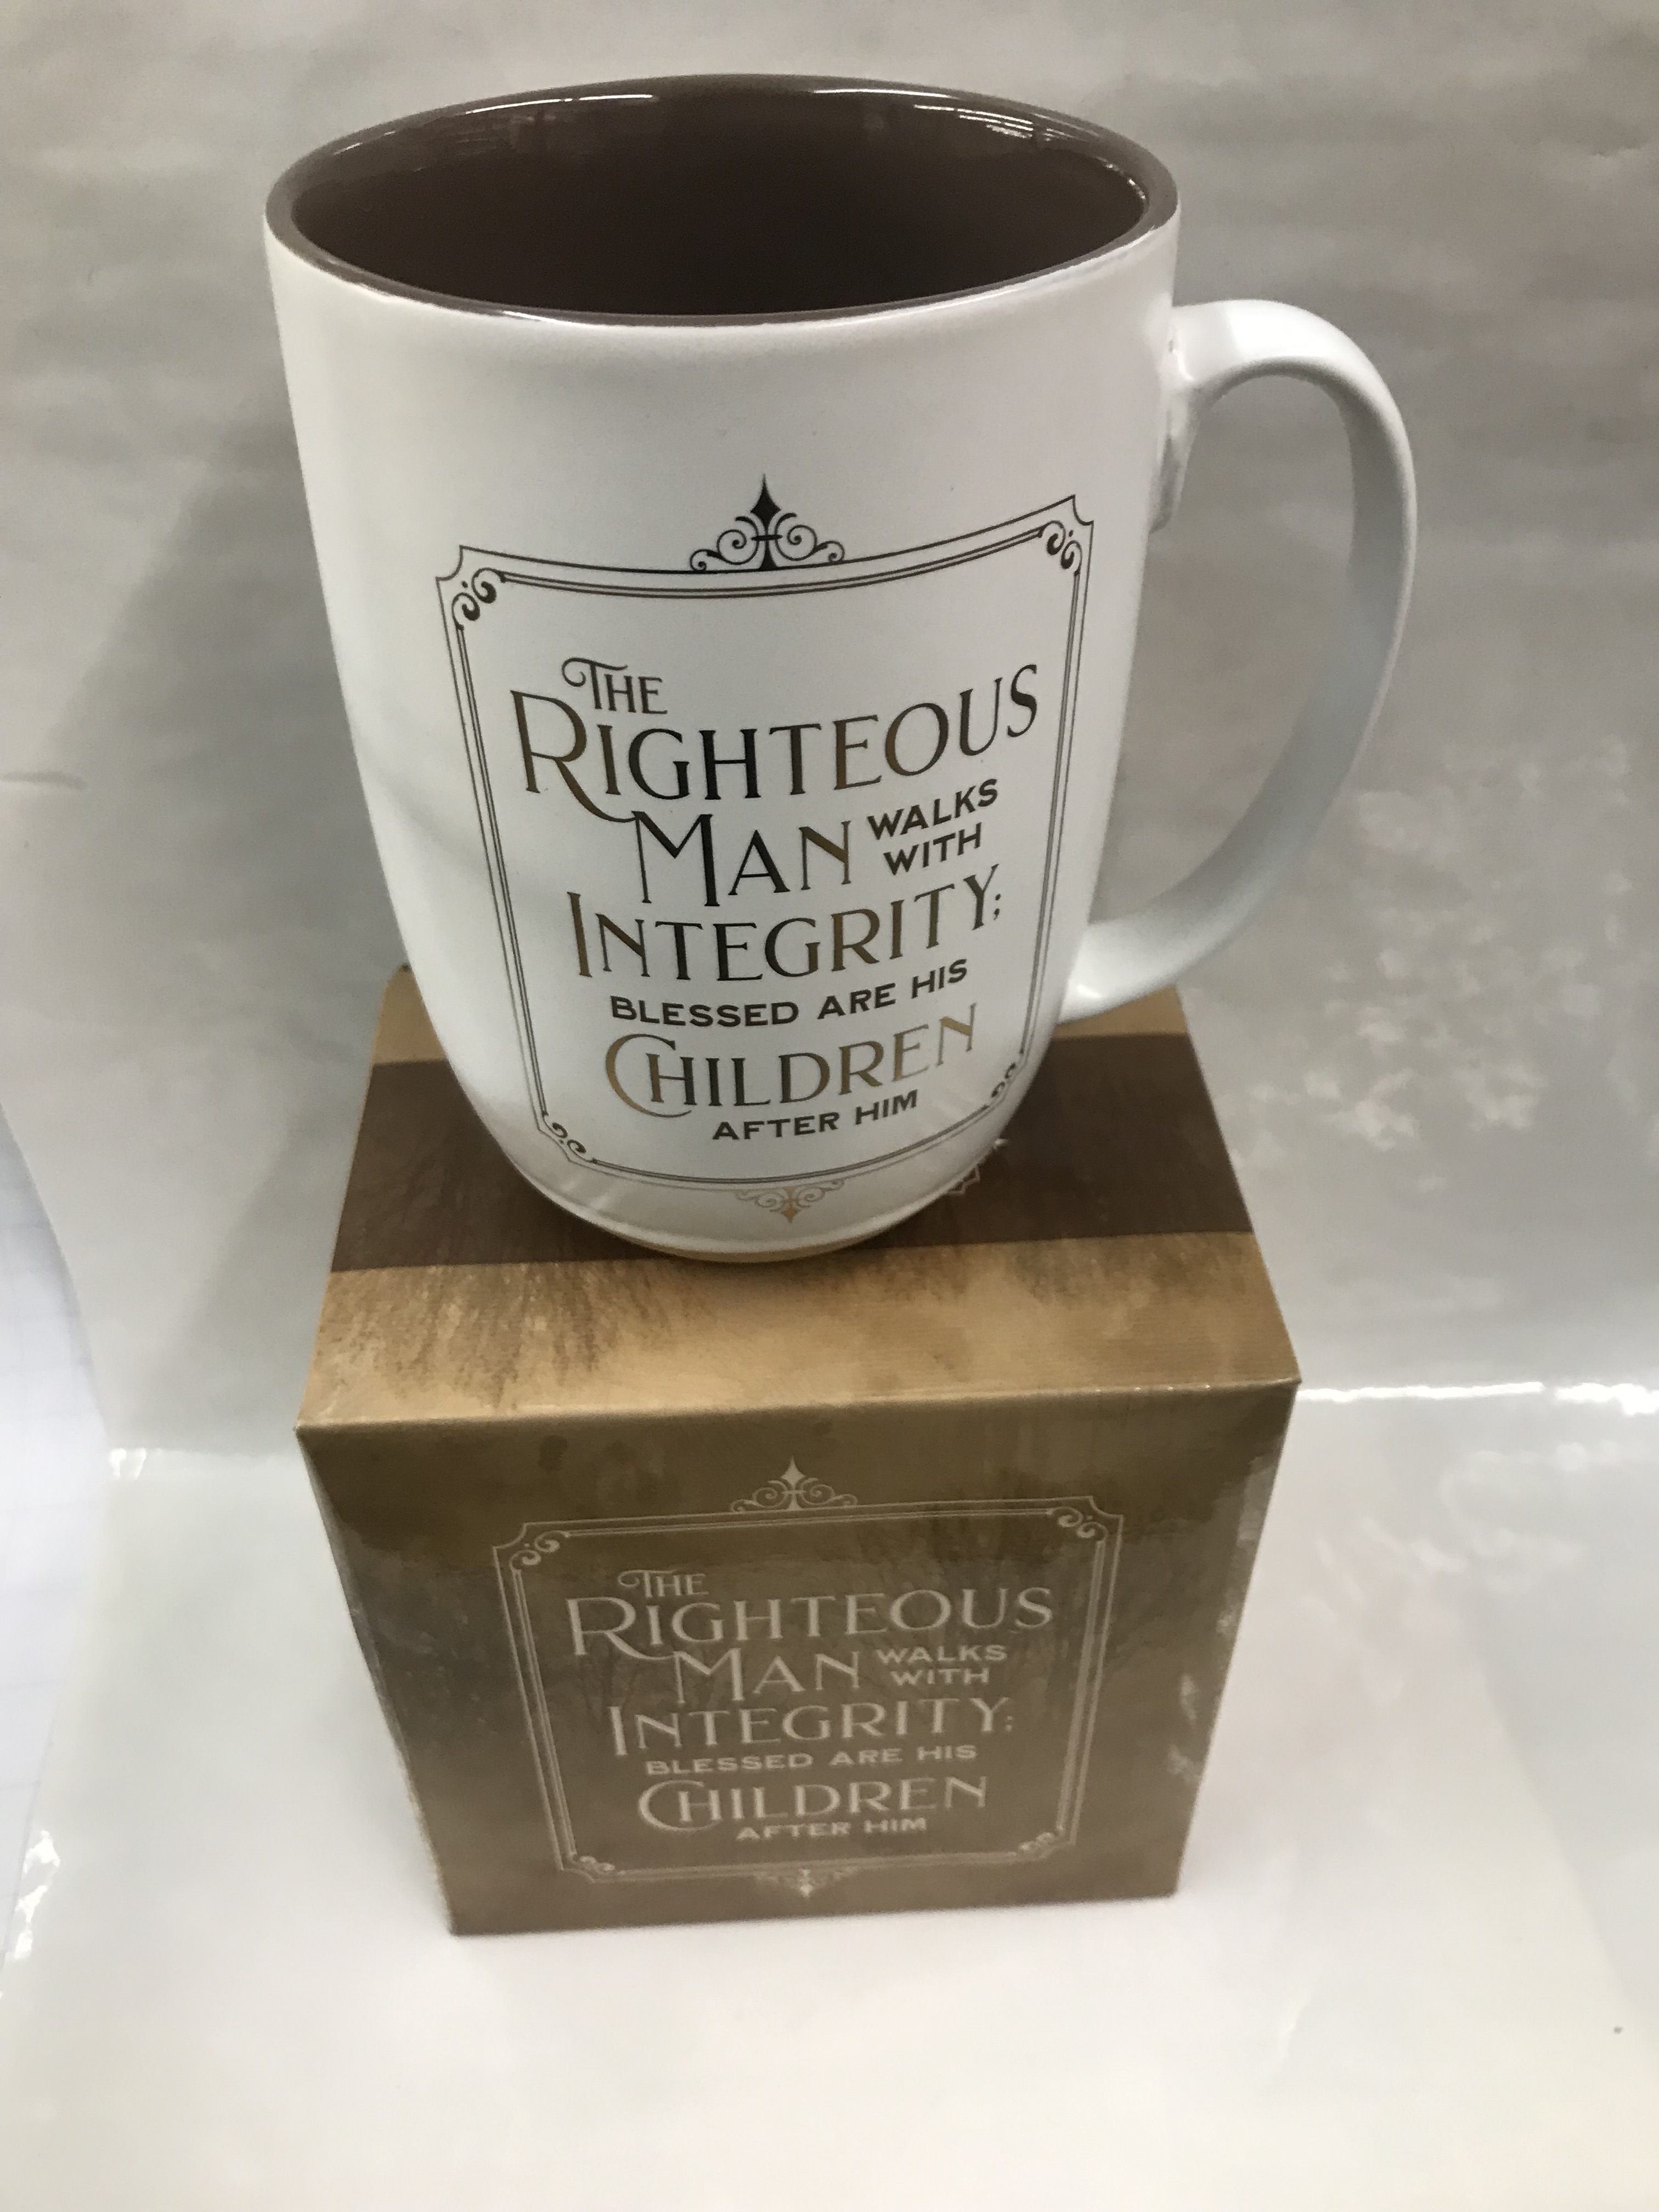 THE
RIGHTEOUS
MAN WALKS
WITH
INTEGRITY;
BLESSED ARE HIS
CHILDREN
AFTER HIM
THE
RIGHTEOUS
MAN WALKS
WITH
INTEGRITY;
BLESSED ARE HIS
CHILDREN
AFTER HIM